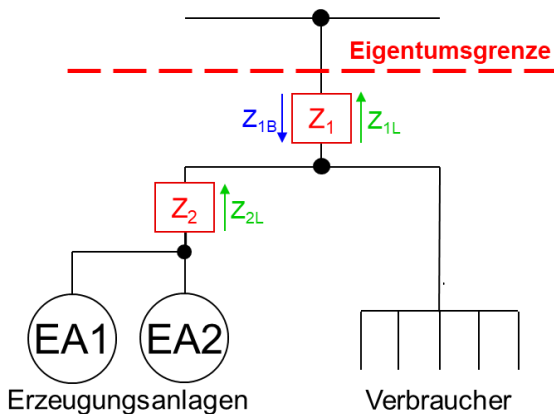 Eigentumsgrenze
Z1B Z1 Z1L
Z2 Z2L
EA1 EA2
Erzeugungsanlagen Verbraucher